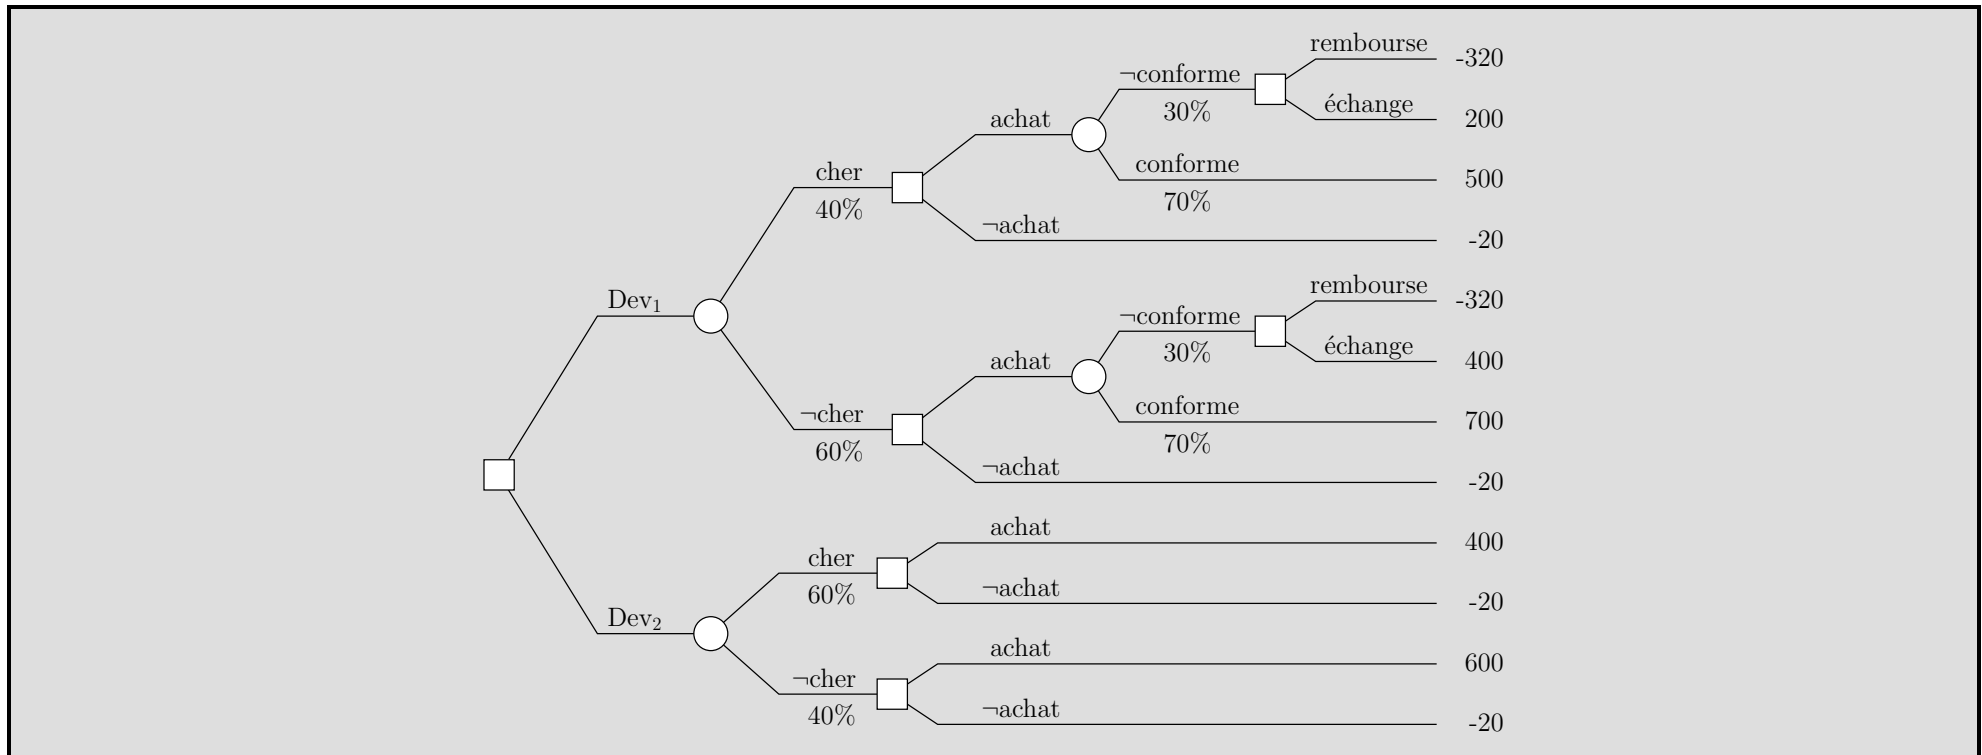 rembourse
-320
¬conforme
30%
échange
200
achat
conforme
500
70%
cher
40%
¬achat
-20
rembourse
-320
Dev1
¬conforme
30%
échange
400
achat
conforme
700
70%
¬cher
60%
¬achat
-20
achat
400
cher
60%
¬achat
-20
Dev2
achat
600
¬cher
40%
¬achat
-20